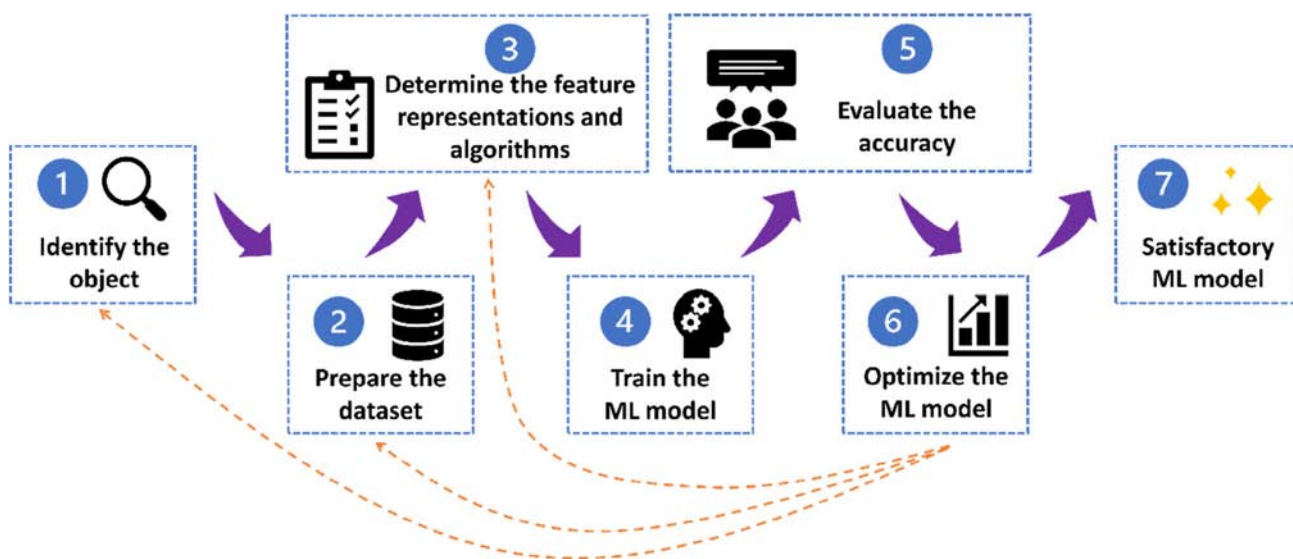 1
Identify the
object
2
Prepare the
dataset
3
Determine the feature
representations and
algorithms
4
Train the
ML model
5
Evaluate the
accuracy
6
Optimize the
ML model
7
Satisfactory
ML model